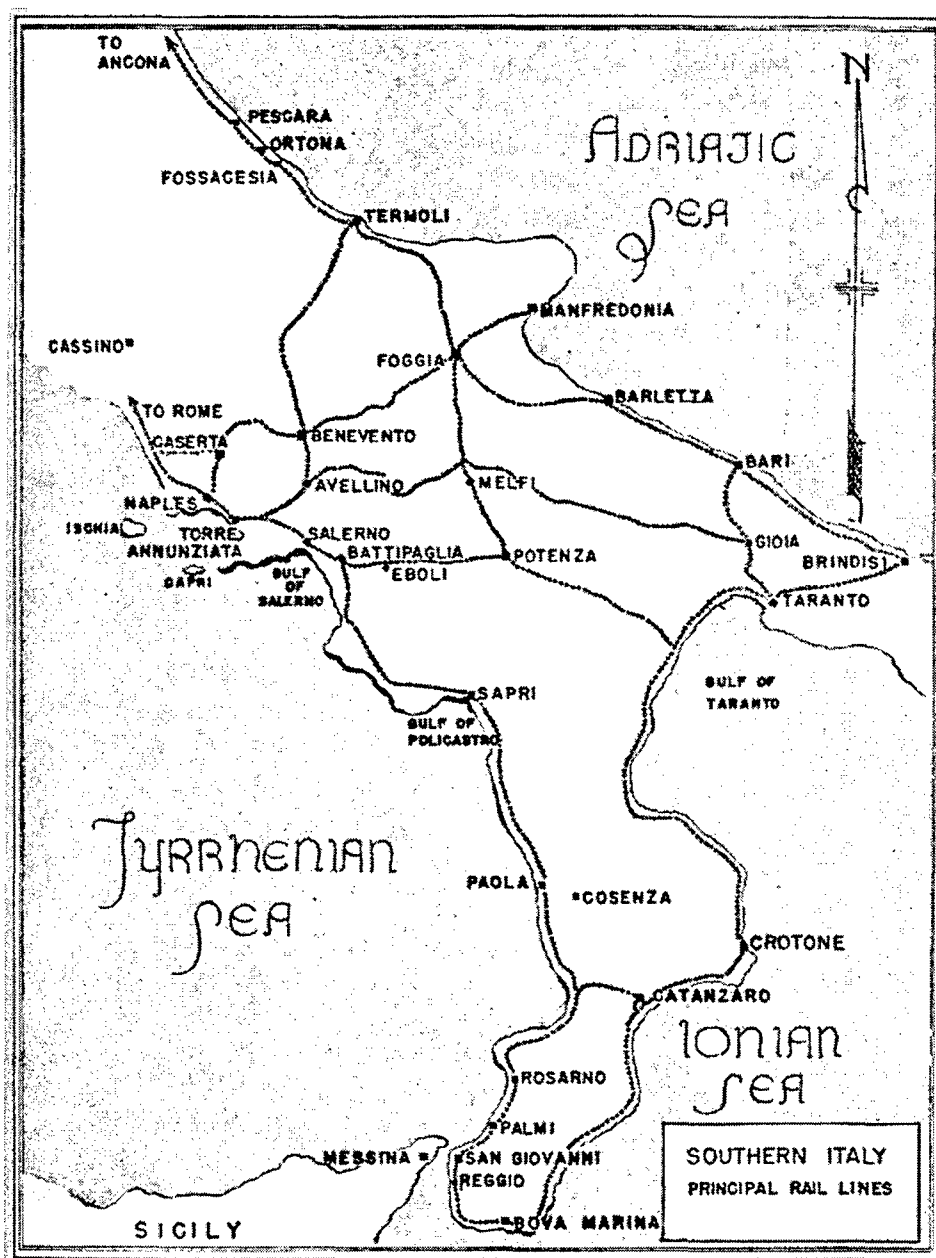 TO
ANCONA
N
PESCARA
ORTONA
FOSSACESIA
ADRIATIC
SEA
TERMOLI
MANFREDONIA
CASSINO
FOGGIA
BARLETTA
TO ROME
CASERTA
BENEVENTO
BARI
AVELLINO
MELFI
NAPLES
ISCHIA
TORRE
ANNUNZIATA
SALERNO
BATTIPAGLIA
POTENZA
GIOIA
BRINDISI
CAPRI
GULF
OF
SALERNO
EBOLI
TARANTO
SAPRI
GULF OF
TARANTO
GULF OF
POLICASTRO
TYRRHENIAN
SEA
PAOLA
COSENZA
CROTONE
CATANZARO
IONIAN
SEA
ROSARNO
PALMI
MESSINA
SAN GIOVANNI
REGGIO
BOVA MARINA
SICILY
SOUTHERN ITALY
PRINCIPAL RAIL LINES